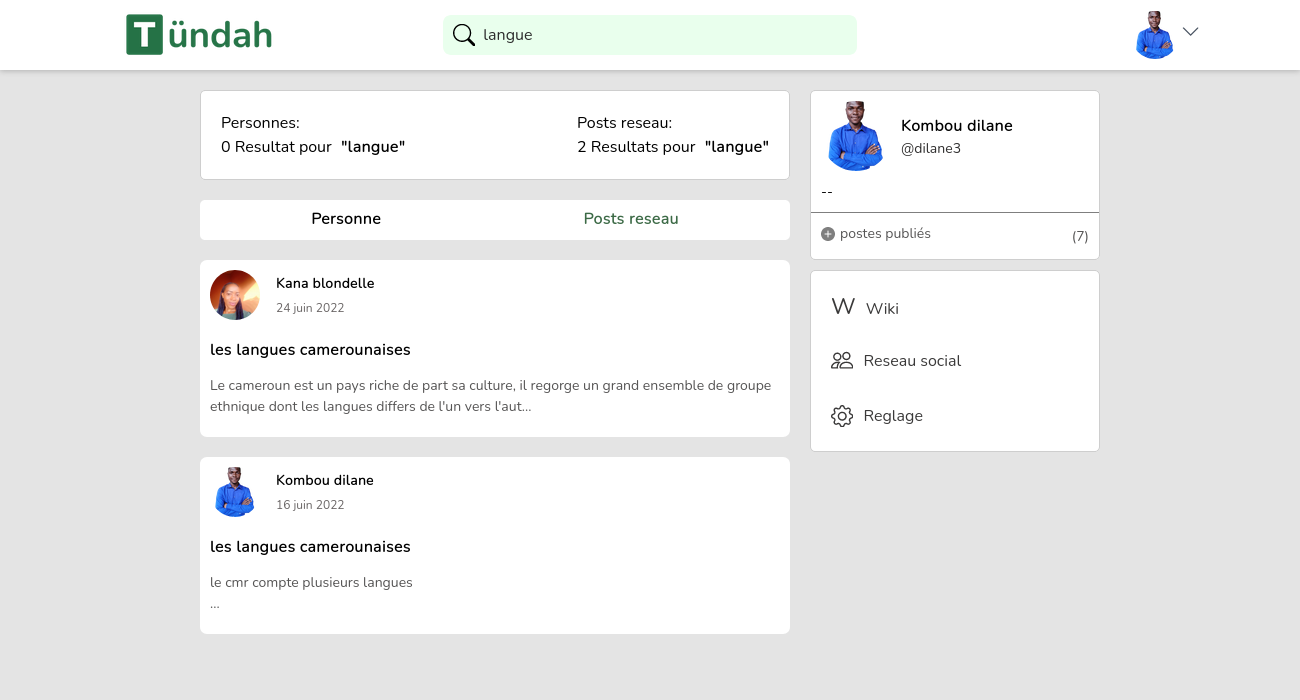 Tündah
langue
Personnes:
0 Resultat pour "langue"
Posts reseau:
2 Resultats pour "langue"
Personne
Posts reseau
Kana blondelle
24 juin 2022
les langues camerounaises
Le cameroun est un pays riche de part sa culture, il regorge un grand ensemble de groupe
ethnique dont les langues differs de l'un vers l'aut...
Kombou dilane
16 juin 2022
les langues camerounaises
le cmr compte plusieurs langues
...
Kombou dilane
@dilane3
--
postes publiés
(7)
W Wiki
Reseau social
Reglage